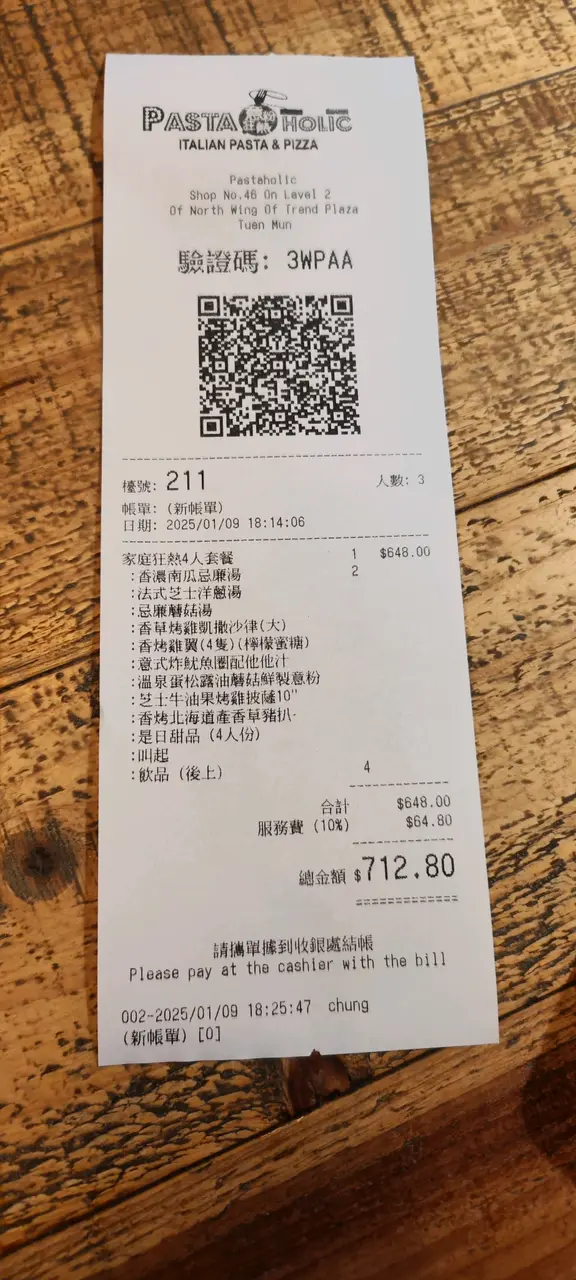 PASTA HOLIC
ITALIAN PASTA & PIZZA
Pastaholic
Shop No.46 On Level 2
Of North Wing Of Trend Plaza
Tuen Mun
驗證碼: 3WPAA
檯號: 211 人數: 3
帳單: (新帳單)
日期: 2025/01/09 18:14:06
家庭狂熱4人套餐 1 $648.00
:香濃南瓜忌廉湯 2
:法式芝士洋蔥湯
:忌廉蘑菇湯
:香草烤雞凱撒沙律(大)
:香烤雞翼(4隻)(檸檬蜜糖)
:意式炸魷魚圈配他他汁
:溫泉蛋松露油蘑菇鮮製意粉
:芝士牛油果烤雞披薩10"
:香烤北海道產香草豬扒-
:是日甜品 (4人份)
:叫起
:飲品 (後上) 4
合計 $648.00
服務費 (10%) $64.80
總金額 $712.80
請攜單據到收銀處結帳
Please pay at the cashier with the bill
002-2025/01/09 18:25:47 chung
(新帳單) [0]